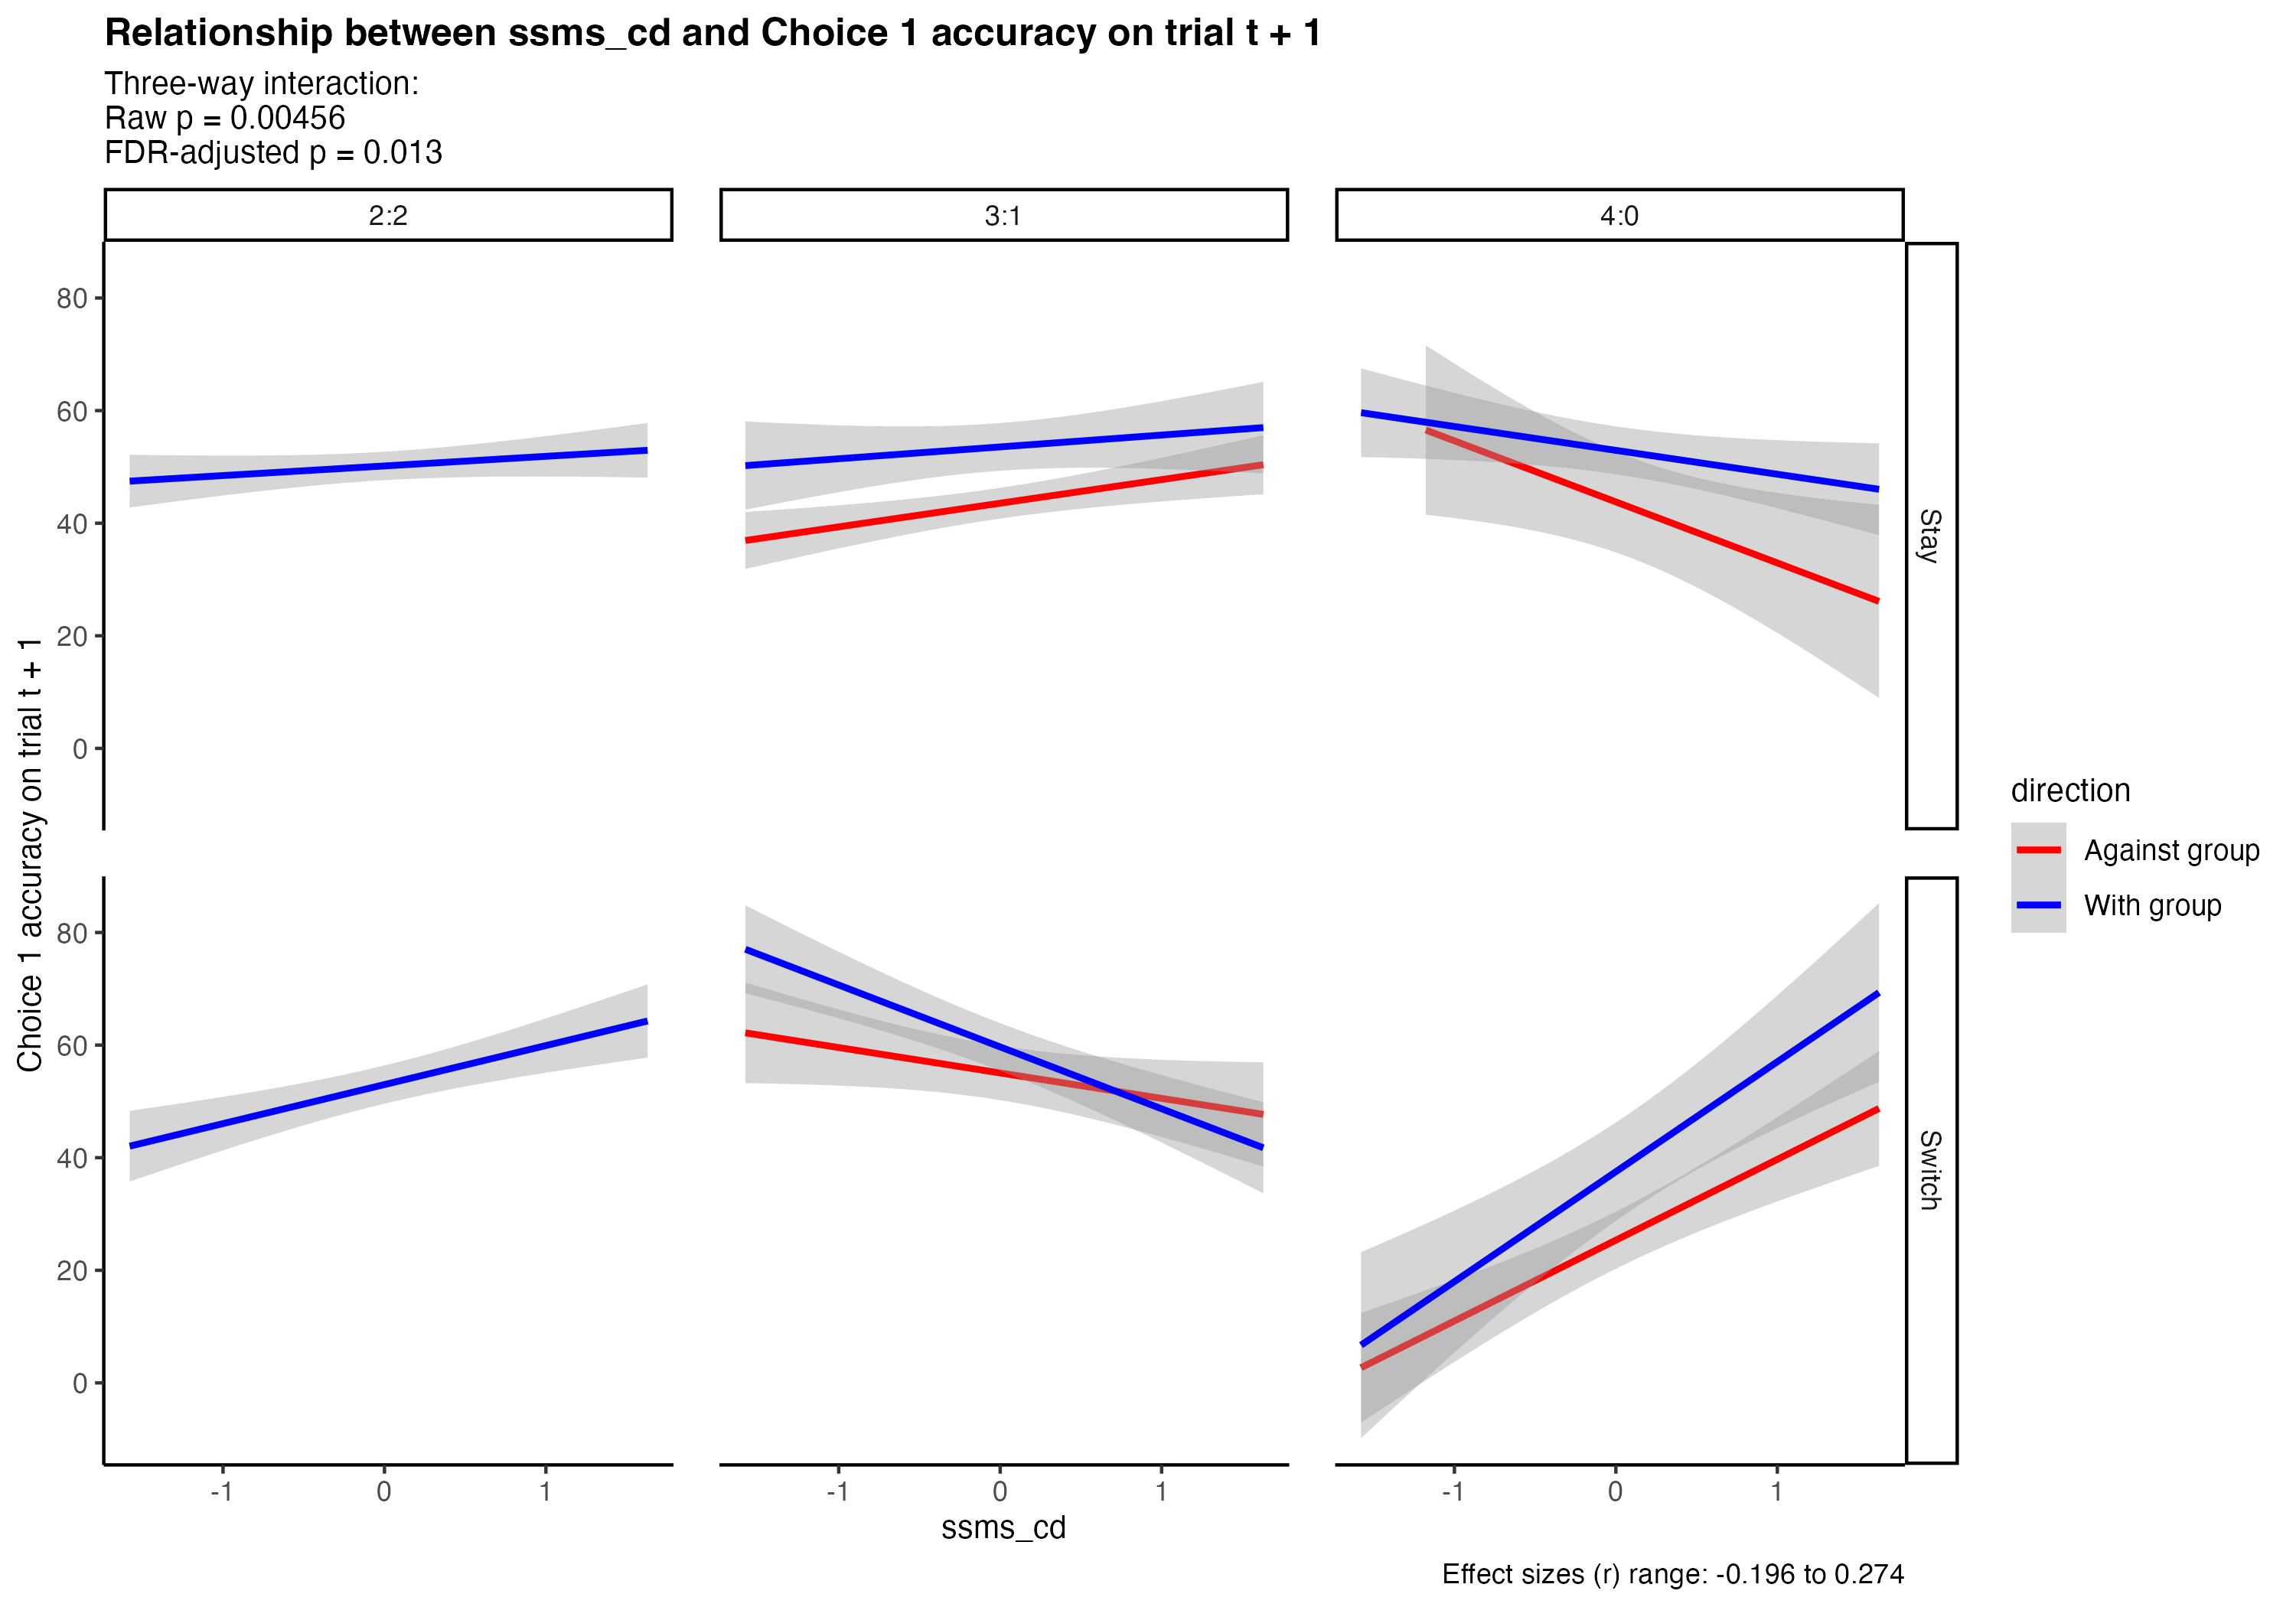 Relationship between ssms_cd and Choice 1 accuracy on trial t + 1
Three-way interaction:
Raw p = 0.00456
FDR-adjusted p = 0.013
2:2
3:1
4:0
80
60
40
20
0
Stay
80
60
40
20
0
Switch
Choice 1 accuracy on trial t + 1
-1
0
1
-1
0
1
-1
0
1
ssms_cd
direction
Against group
With group
Effect sizes (r) range: -0.196 to 0.274